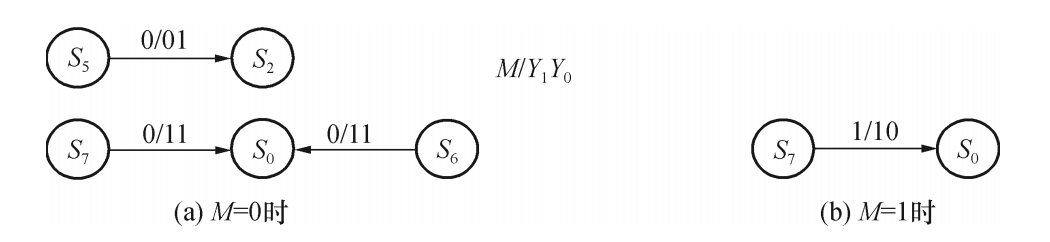 S₅ 0/01 S₂
M/Y₁Y₀
S₇ 0/11 S₀ 0/11 S₆
S₇ 1/10 S₀
(a) M=0时
(b) M=1时